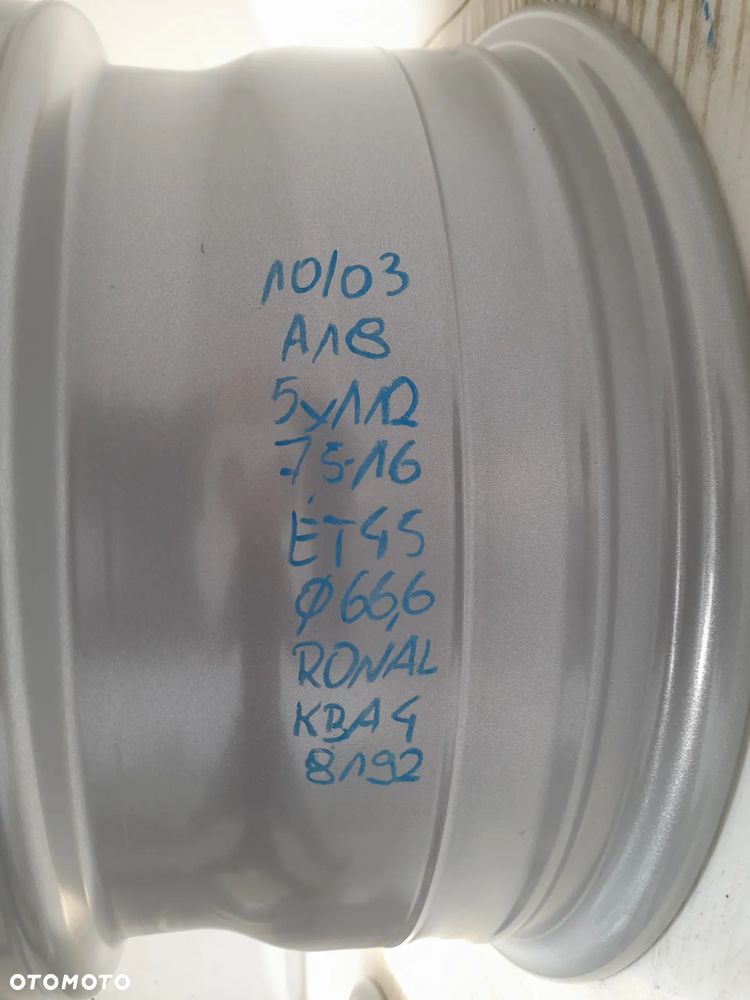 10/03
A18
5x112
7,5-16
ET45
Ø66,6
RONAL
KBA4
8192
OTOMOTO